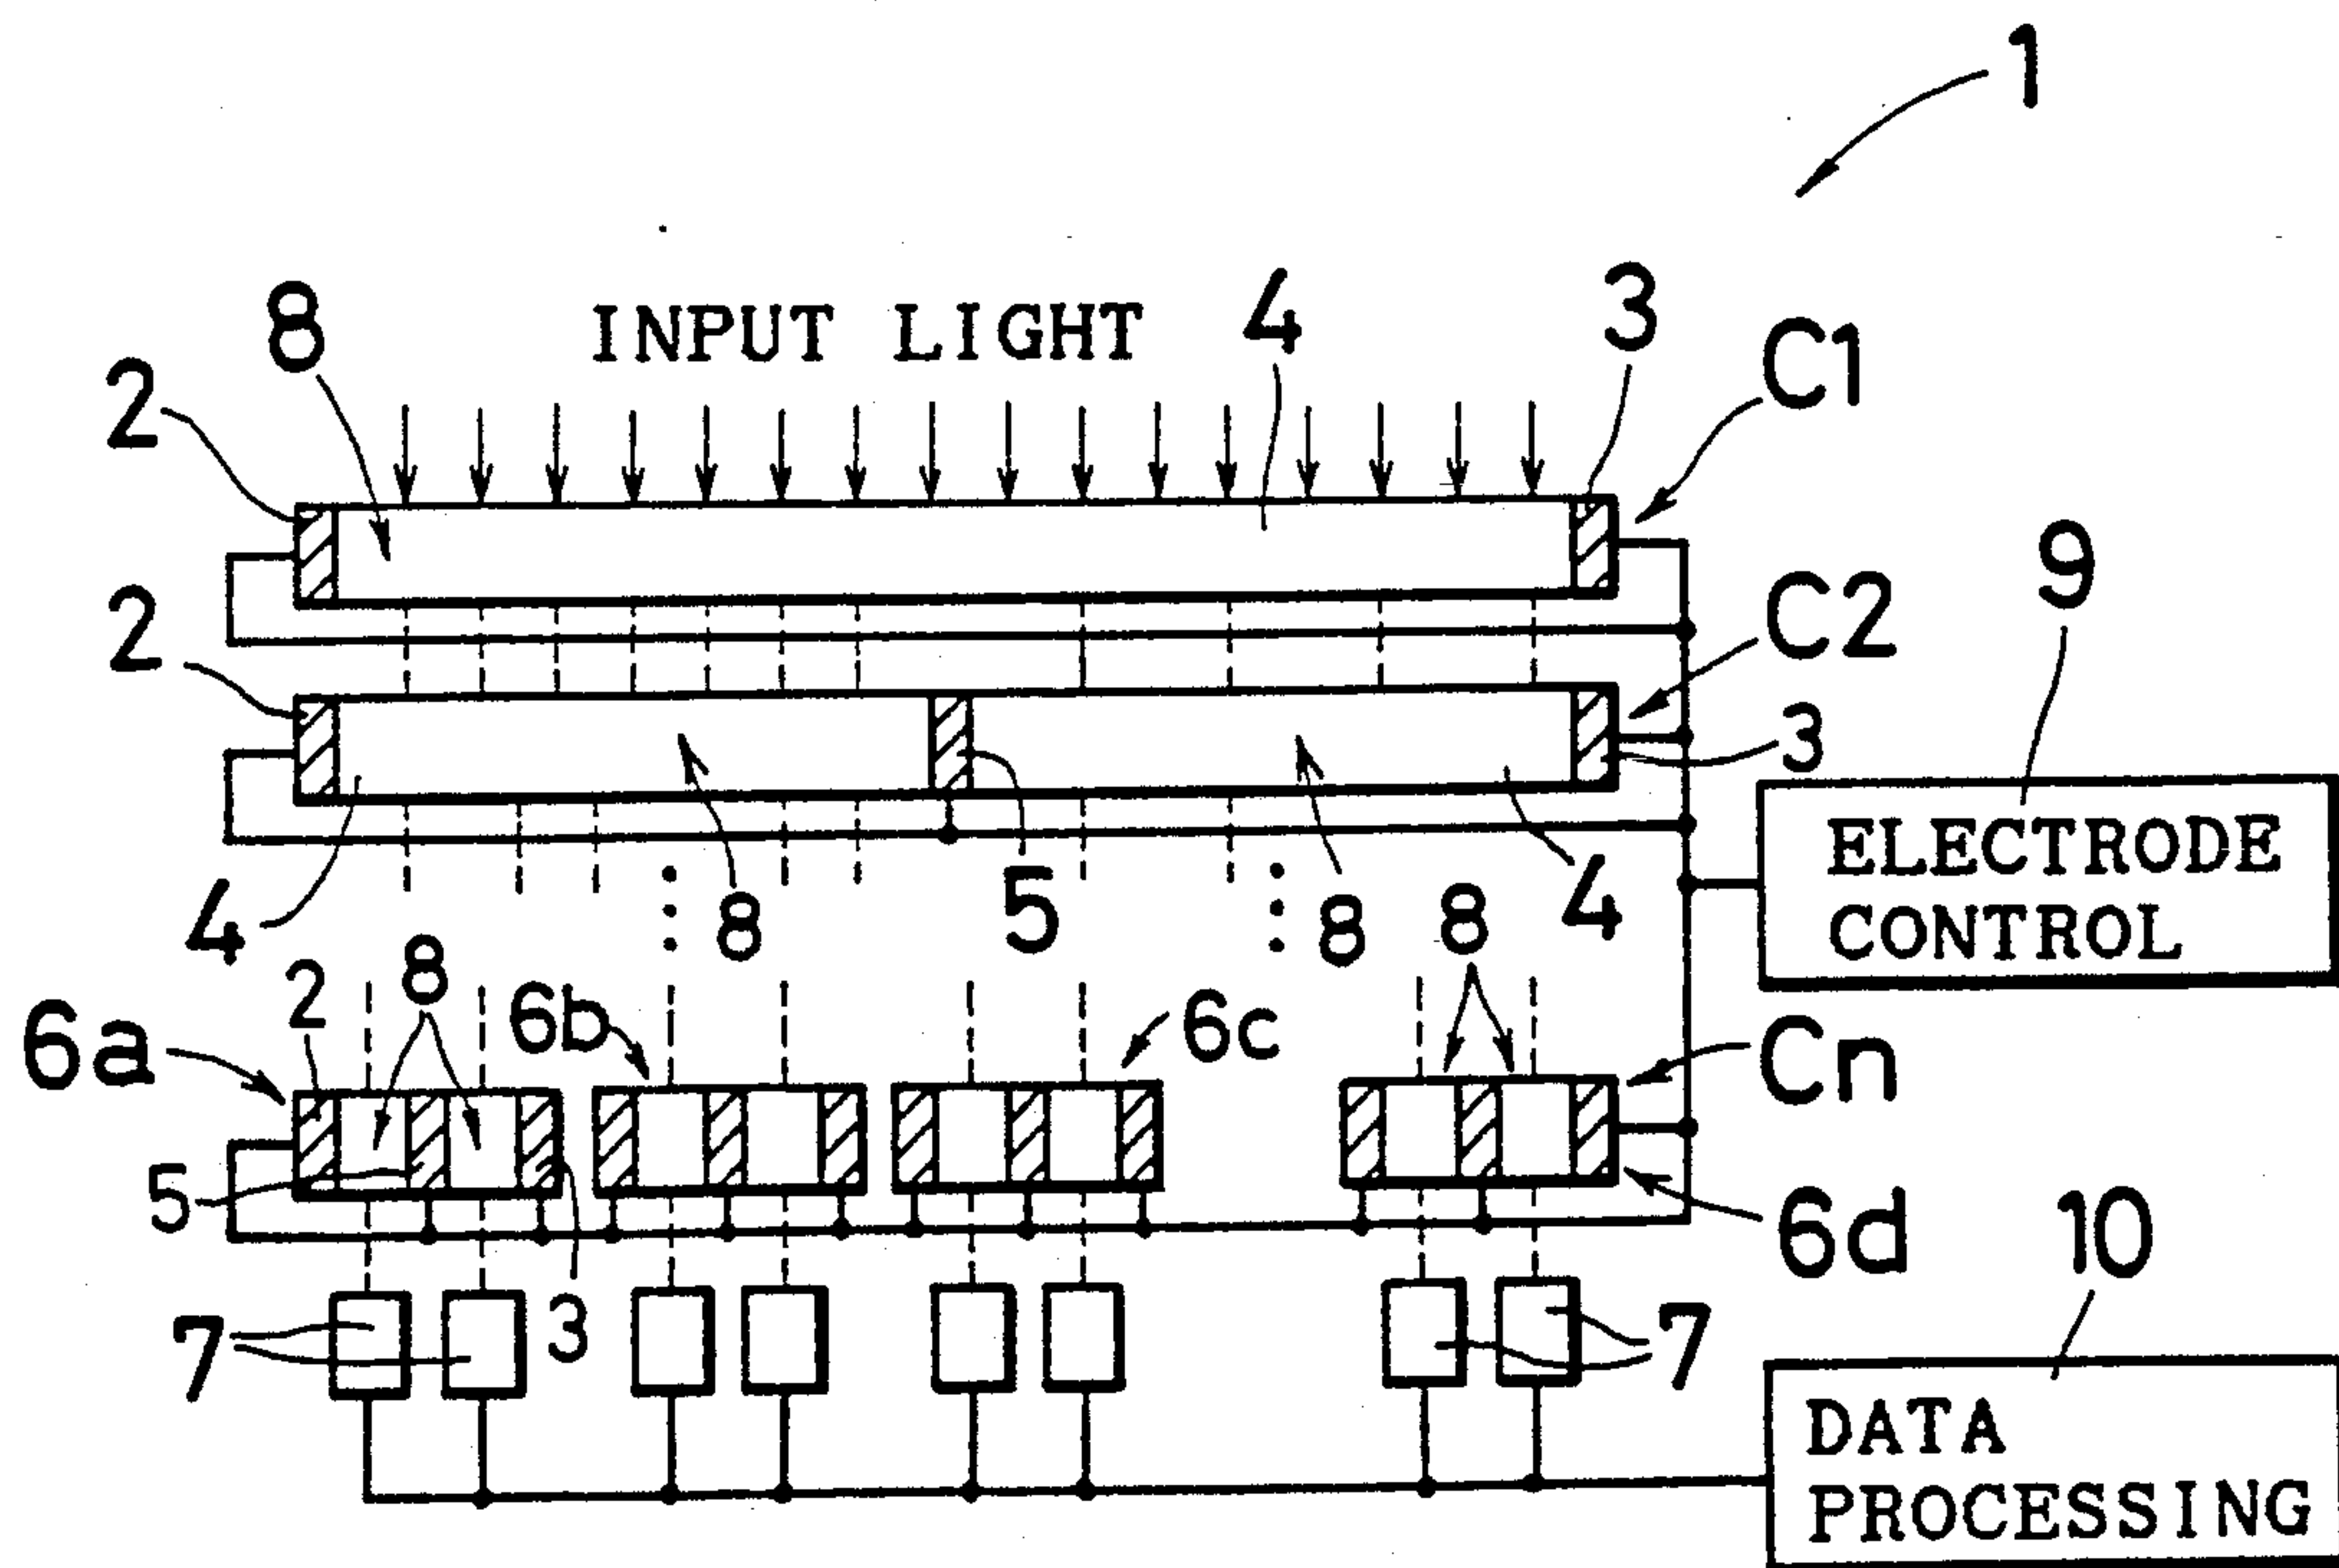 1
8 INPUT LIGHT 4 3 C1
2
9
2 C2
3
ELECTRODE
CONTROL
4 8 5 8 8 4
6a 2 8 6b 6c Cn
5 6d 10
7 3 7
DATA
PROCESSING